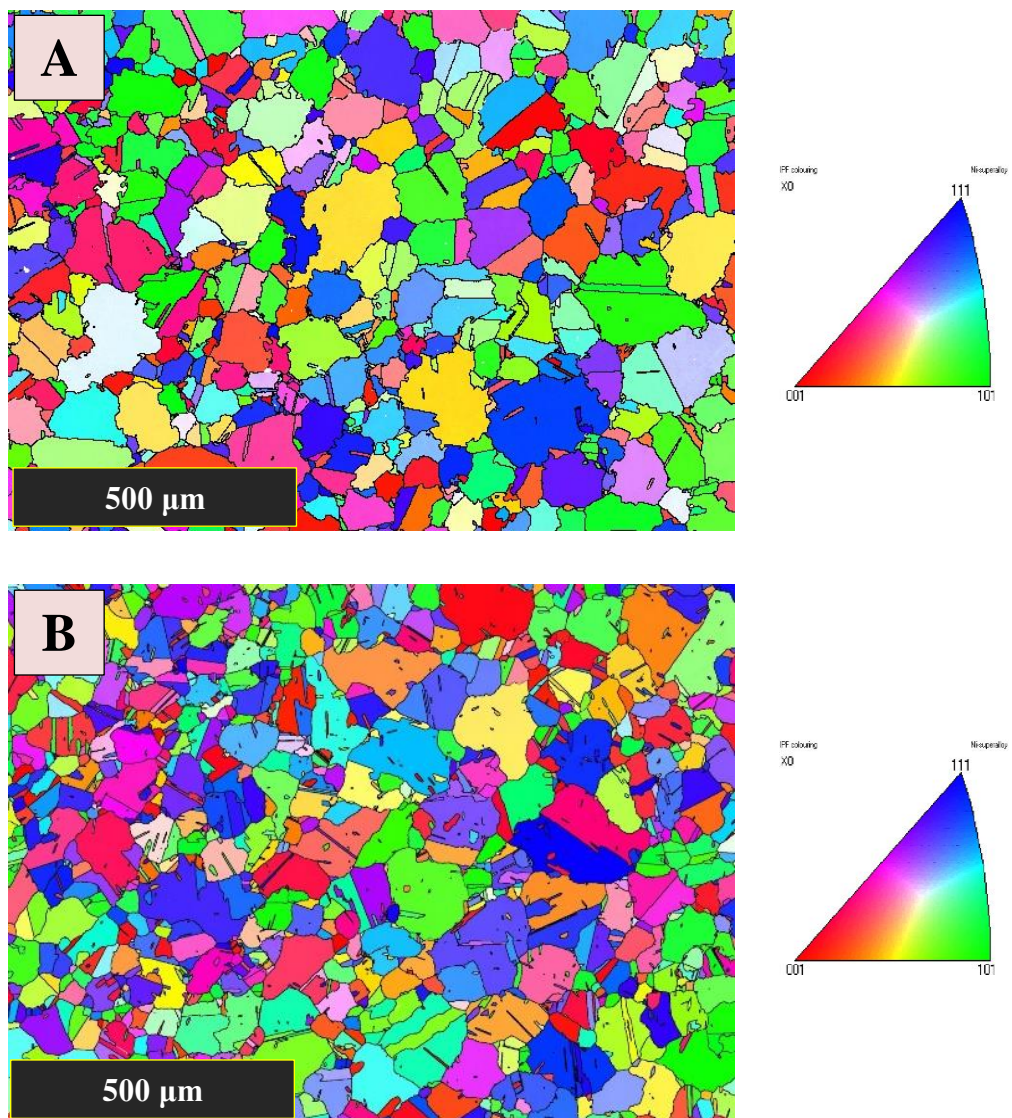 A
IPF colouring
Ni-superalloy
X0
111
001
101
500 µm
B
IPF colouring
Ni-superalloy
X0
111
001
101
500 µm